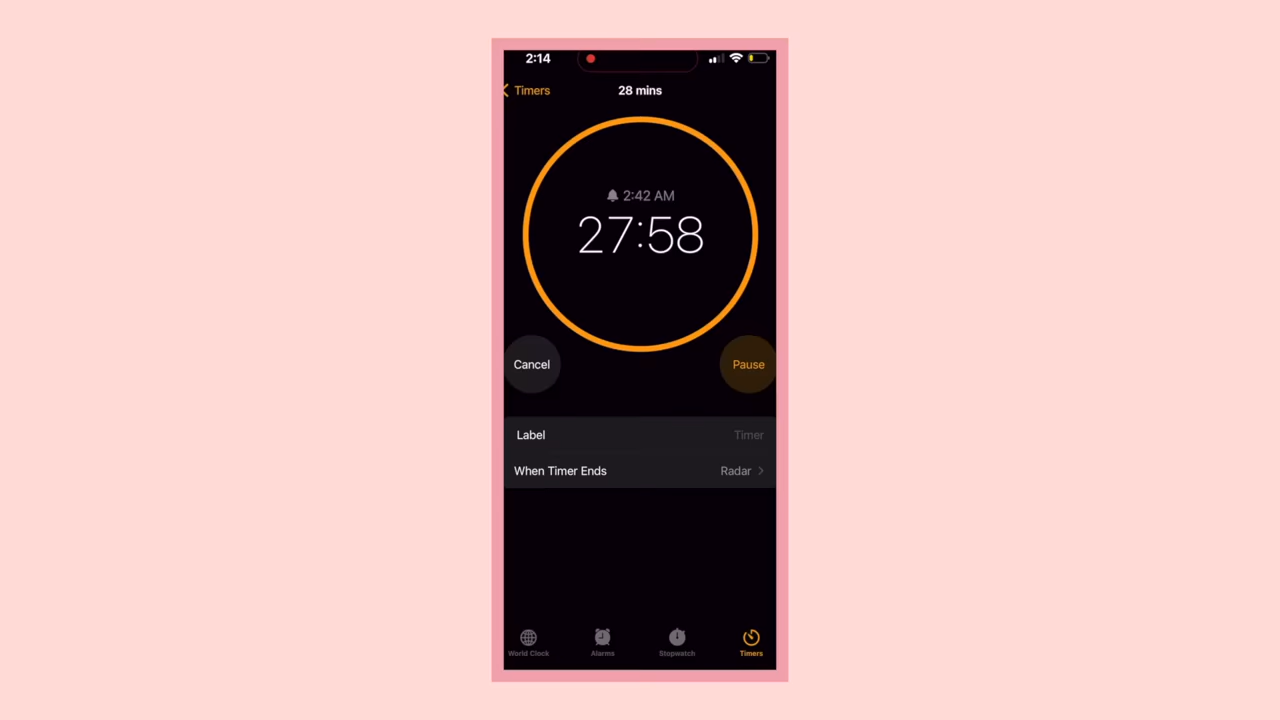 2:14
Timers
28 mins
2:42 AM
27:58
Cancel
Pause
Label
Timer
When Timer Ends
Radar
World Clock
Alarms
Stopwatch
Timers